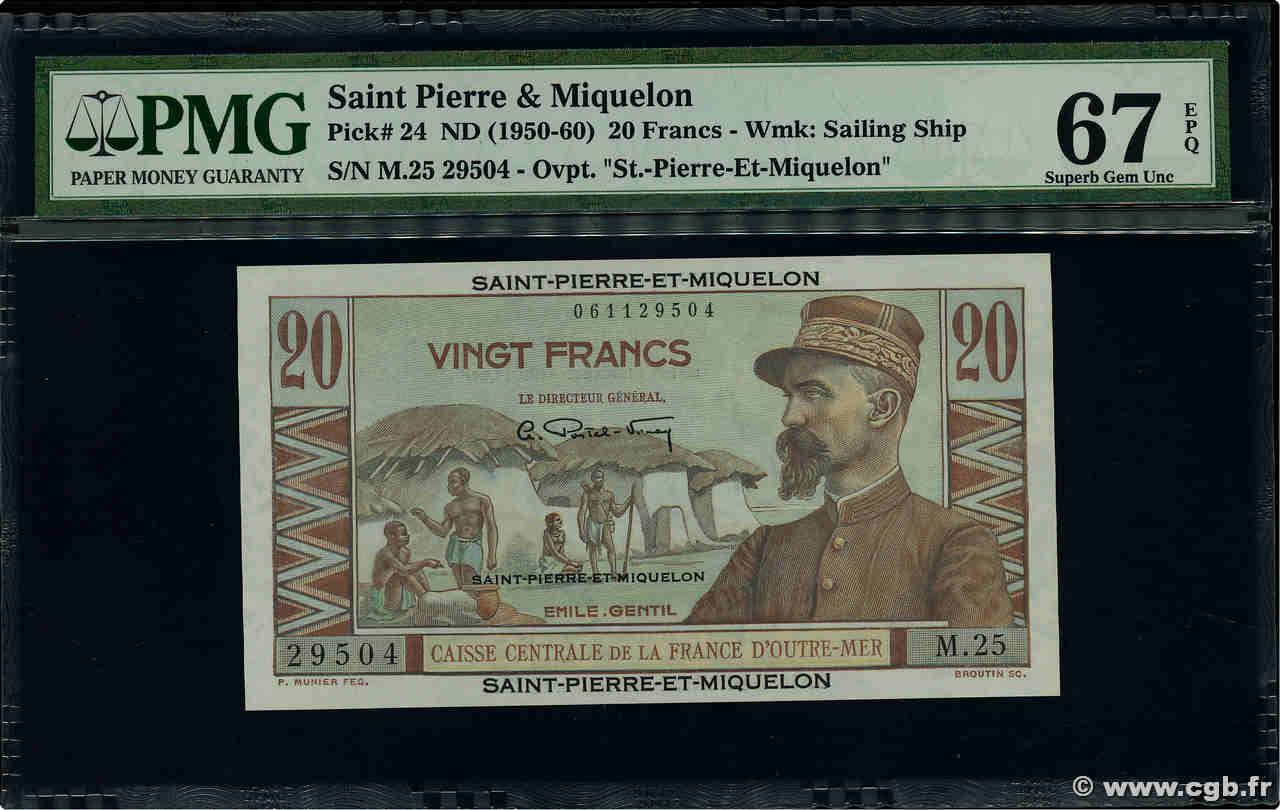 PMG
PAPER MONEY GUARANTY
Saint Pierre & Miquelon
Pick# 24 ND (1950-60) 20 Francs - Wmk: Sailing Ship
S/N M.25 29504 - Ovpt. "St.-Pierre-Et-Miquelon"
67
EPQ
Superb Gem Unc
SAINT-PIERRE-ET-MIQUELON
061129504
20
20
VINGT FRANCS
LE DIRECTEUR GÉNÉRAL,
SAINT-PIERRE-ET-MIQUELON
EMILE.GENTIL
29504
CAISSE CENTRALE DE LA FRANCE D'OUTRE-MER
M.25
P. MUNIER FEC.
SAINT-PIERRE-ET-MIQUELON
BROUTIN SC.
© www.cgb.fr